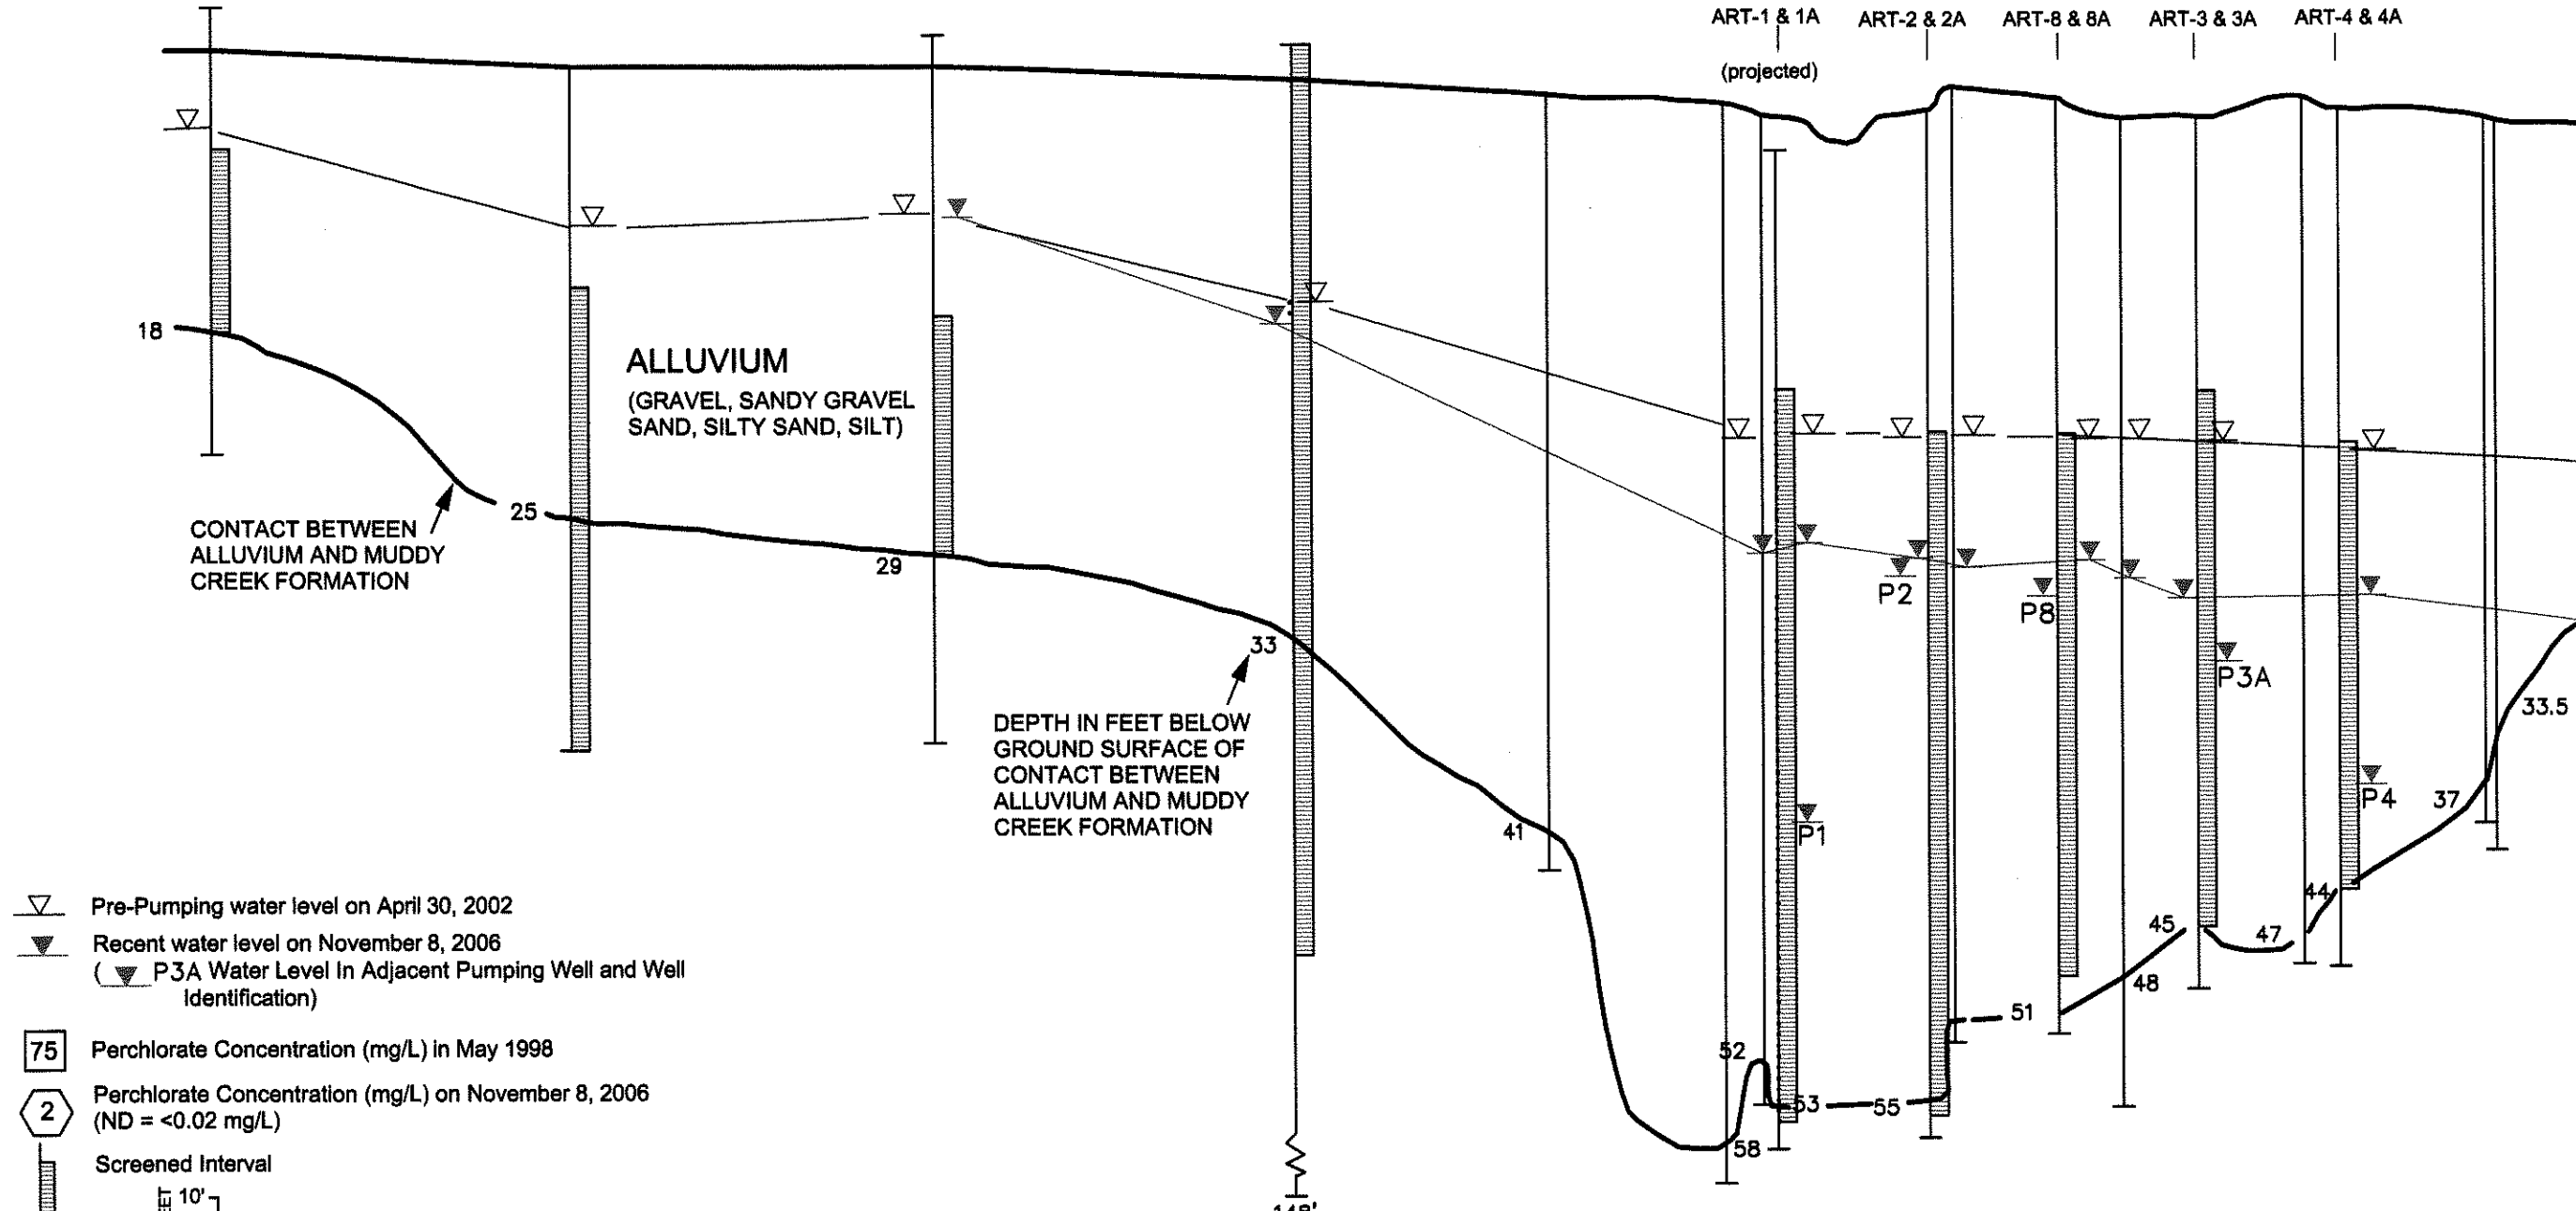 ART-1 & 1A
(projected)
ART-2 & 2A
ART-8 & 8A
ART-3 & 3A
ART-4 & 4A
18
ALLUVIUM
(GRAVEL, SANDY GRAVEL
SAND, SILTY SAND, SILT)
25
CONTACT BETWEEN
ALLUVIUM AND MUDDY
CREEK FORMATION
29
33
DEPTH IN FEET BELOW
GROUND SURFACE OF
CONTACT BETWEEN
ALLUVIUM AND MUDDY
CREEK FORMATION
41
P2
P8
P3A
33.5
P1
P4
37
44
45
47
48
51
52
53
55
58
Pre-Pumping water level on April 30, 2002
Recent water level on November 8, 2006
( P3A Water Level In Adjacent Pumping Well and Well
Identification)
75 Perchlorate Concentration (mg/L) in May 1998
2 Perchlorate Concentration (mg/L) on November 8, 2006
(ND = <0.02 mg/L)
Screened Interval
10'
148'